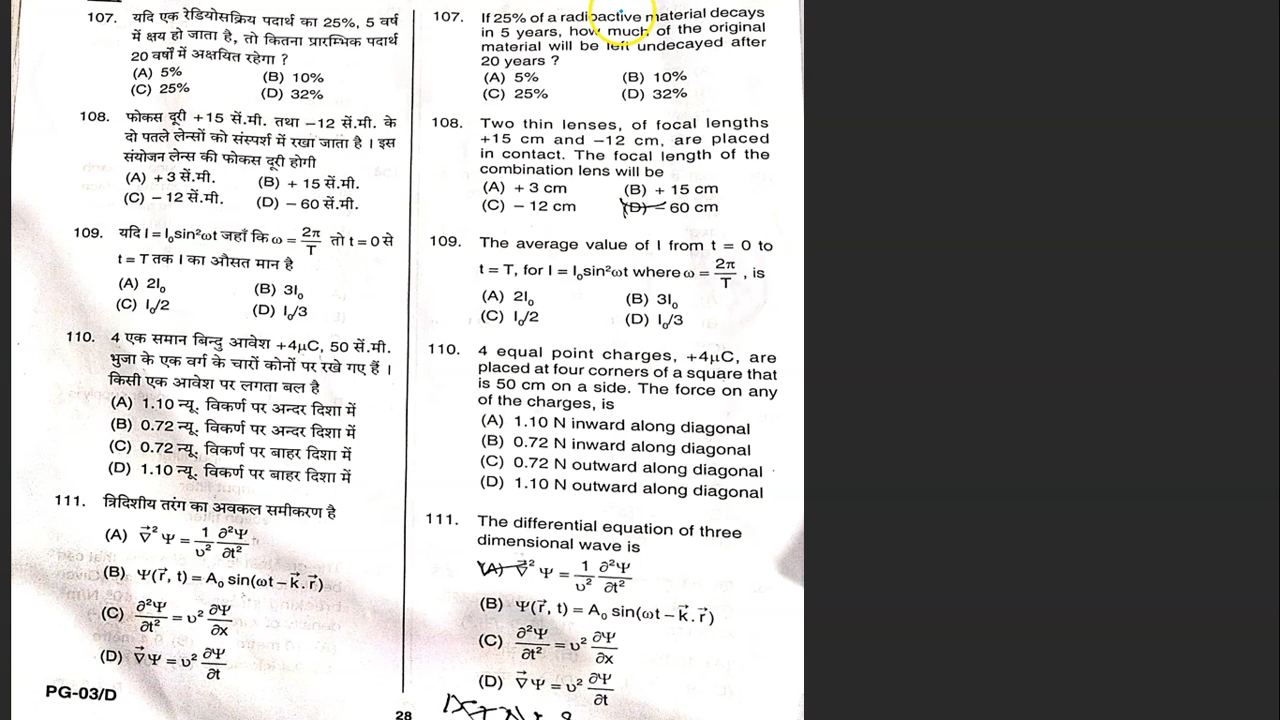 107. यदि एक रेडियोसक्रिय पदार्थ का 25%, 5 वर्ष
में क्षय हो जाता है, तो कितना प्रारम्भिक पदार्थ
20 वर्षों में अक्षयित रहेगा ?
(A) 5% (B) 10%
(C) 25% (D) 32%
108. फोकस दूरी +15 सें.मी. तथा –12 सें.मी. के
दो पतले लेन्सों को संस्पर्श में रखा जाता है । इस
संयोजन लेन्स की फोकस दूरी होगी
(A) + 3 सें.मी. (B) + 15 सें.मी.
(C) – 12 सें.मी. (D) – 60 सें.मी.
109. यदि I = I₀sin²ωt जहाँ कि ω = 2π/T तो t = 0 से
t = T तक I का औसत मान है
(A) 2I₀ (B) 3I₀
(C) I₀/2 (D) I₀/3
110. 4 एक समान बिन्दु आवेश +4μC, 50 सें.मी.
भुजा के एक वर्ग के चारों कोनों पर रखे गए हैं ।
किसी एक आवेश पर लगता बल है
(A) 1.10 न्यू. विकर्ण पर अन्दर दिशा में
(B) 0.72 न्यू. विकर्ण पर अन्दर दिशा में
(C) 0.72 न्यू. विकर्ण पर बाहर दिशा में
(D) 1.10 न्यू. विकर्ण पर बाहर दिशा में
111. त्रिदिशीय तरंग का अवकल समीकरण है
(A) ∇⃗² Ψ = 1/υ² ∂²Ψ/∂t²
(B) Ψ(r⃗, t) = A₀ sin(ωt – k⃗. r⃗)
(C) ∂²Ψ/∂t² = υ² ∂Ψ/∂x
(D) ∇⃗ Ψ = υ² ∂Ψ/∂t
PG-03/D
107. If 25% of a radioactive material decays
in 5 years, how much of the original
material will be left undecayed after
20 years ?
(A) 5% (B) 10%
(C) 25% (D) 32%
108. Two thin lenses, of focal lengths
+15 cm and –12 cm, are placed
in contact. The focal length of the
combination lens will be
(A) + 3 cm (B) + 15 cm
(C) – 12 cm (D) – 60 cm
109. The average value of I from t = 0 to
t = T, for I = I₀sin²ωt where ω = 2π/T , is
(A) 2I₀ (B) 3I₀
(C) I₀/2 (D) I₀/3
110. 4 equal point charges, +4μC, are
placed at four corners of a square that
is 50 cm on a side. The force on any
of the charges, is
(A) 1.10 N inward along diagonal
(B) 0.72 N inward along diagonal
(C) 0.72 N outward along diagonal
(D) 1.10 N outward along diagonal
111. The differential equation of three
dimensional wave is
(A) ∇⃗² Ψ = 1/υ² ∂²Ψ/∂t²
(B) Ψ(r⃗, t) = A₀ sin(ωt – k⃗. r⃗)
(C) ∂²Ψ/∂t² = υ² ∂Ψ/∂x
(D) ∇⃗ Ψ = υ² ∂Ψ/∂t
28